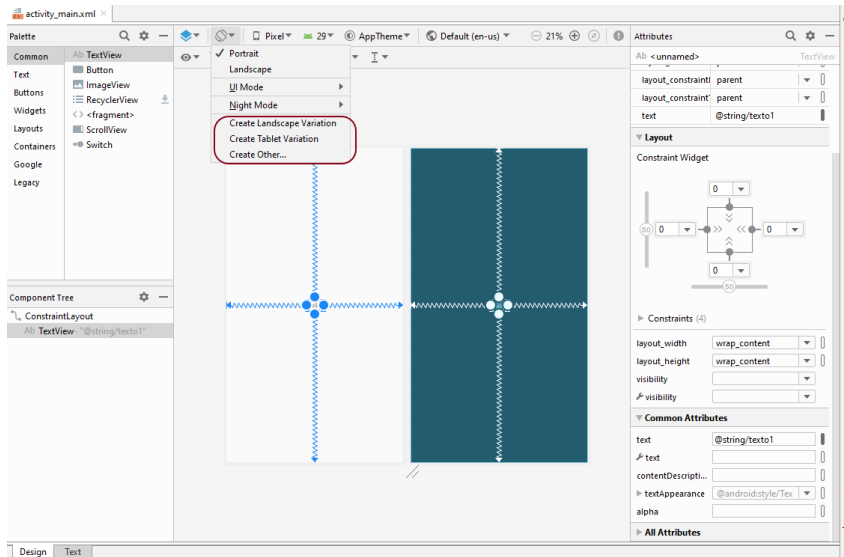 activity_main.xml
Palette
Common
Text
Buttons
Widgets
Layouts
Containers
Google
Legacy
Ab TextView
Button
ImageView
RecyclerView
<> <fragment>
ScrollView
Switch
Pixel
29
AppTheme
Default (en-us)
21%
Portrait
Landscape
UI Mode
Night Mode
Create Landscape Variation
Create Tablet Variation
Create Other...
Component Tree
ConstraintLayout
Ab TextView- "@string/texto1"
Design
Text
Attributes
Ab <unnamed>
TextView
layout_constraintl
parent
layout_constraint
parent
text
@string/texto1
Layout
Constraint Widget
0
50
0
0
0
50
Constraints (4)
layout_width
wrap_content
layout_height
wrap_content
visibility
visibility
Common Attributes
text
@string/texto1
text
contentDescripti...
textAppearance
@android:style/Tex
alpha
All Attributes